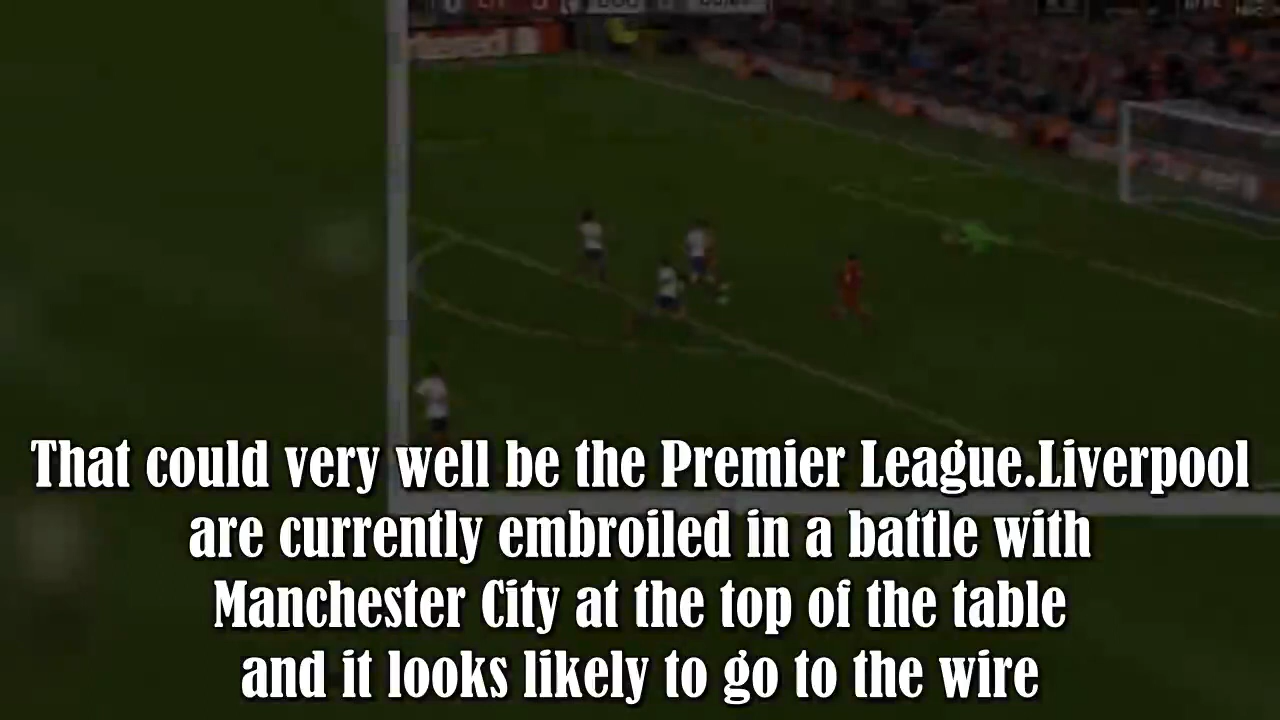 That could very well be the Premier League.Liverpool
are currently embroiled in a battle with
Manchester City at the top of the table
and it looks likely to go to the wire